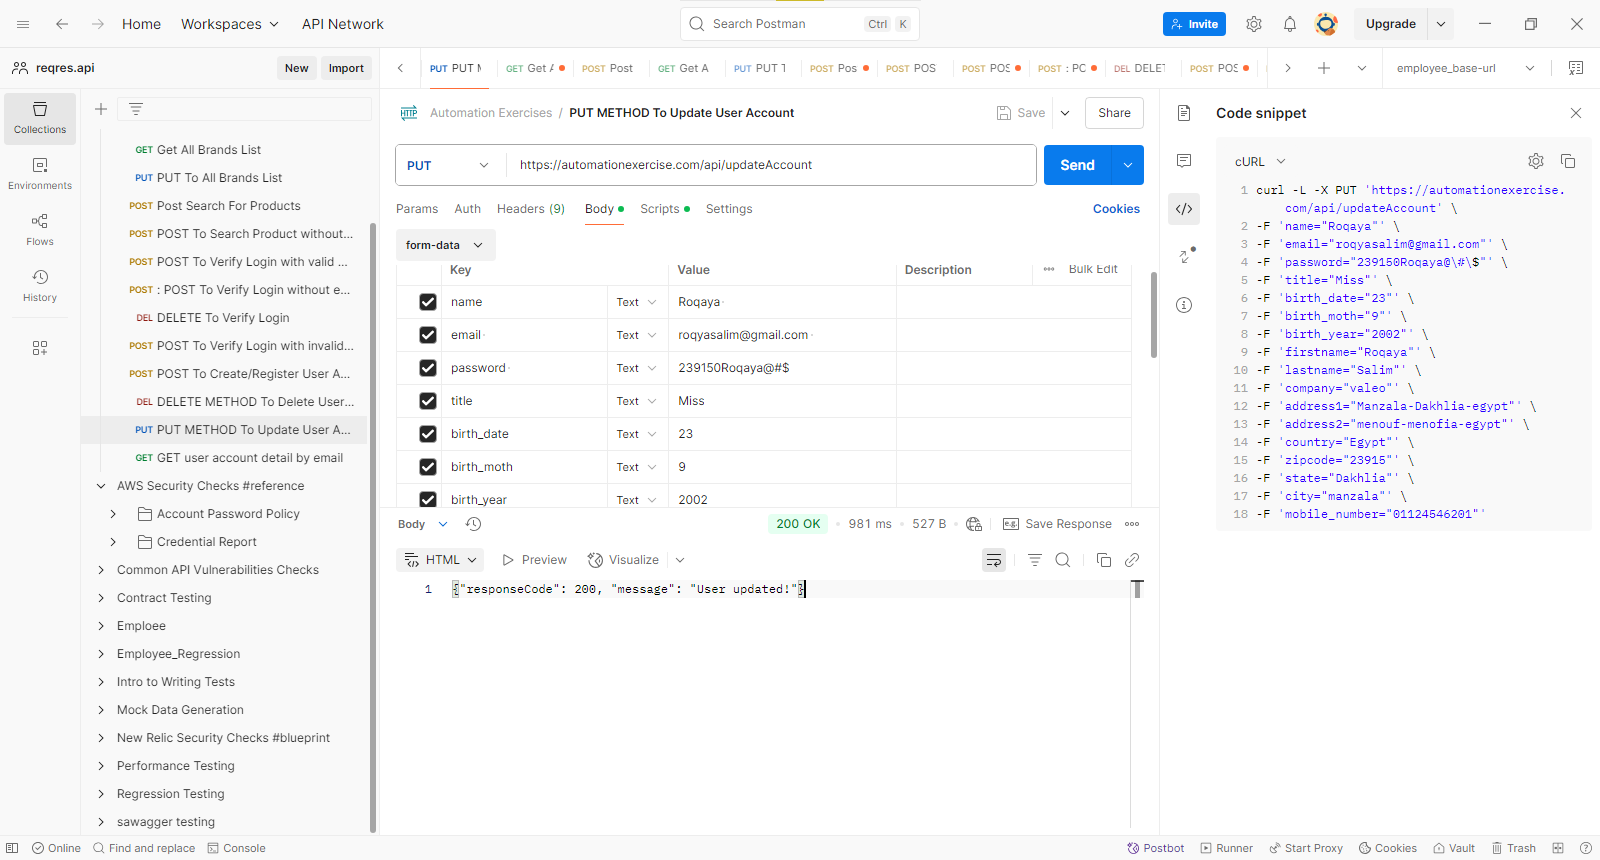 Home
Workspaces
API Network
Search Postman
Ctrl K
Invite
Upgrade
reqres.api
New
Import
PUT PUT M
GET Get A
POST Post
GET Get A
PUT PUT T
POST Pos
POST POS
POST POS
POST : PO
DEL DELET
POST POS
employee_base-url
Collections
Environments
Flows
History
GET Get All Brands List
PUT PUT To All Brands List
POST Post Search For Products
POST POST To Search Product without...
POST POST To Verify Login with valid ...
POST : POST To Verify Login without e...
DEL DELETE To Verify Login
POST POST To Verify Login with invalid...
POST POST To Create/Register User A...
DEL DELETE METHOD To Delete User...
PUT PUT METHOD To Update User A...
GET GET user account detail by email
AWS Security Checks #reference
Account Password Policy
Credential Report
Common API Vulnerabilities Checks
Contract Testing
Emploee
Employee_Regression
Intro to Writing Tests
Mock Data Generation
New Relic Security Checks #blueprint
Performance Testing
Regression Testing
sawagger testing
HTTP
Automation Exercises / PUT METHOD To Update User Account
Save
Share
PUT
https://automationexercise.com/api/updateAccount
Send
Params
Auth
Headers (9)
Body
Scripts
Settings
Cookies
form-data
Key
Value
Description
Bulk Edit
name Text Roqaya
email Text roqyasalim@gmail.com
password Text 239150Roqaya@#$
title Text Miss
birth_date Text 23
birth_moth Text 9
birth_year Text 2002
Body
200 OK
981 ms
527 B
e.g.
Save Response
HTML
Preview
Visualize
1 {"responseCode": 200, "message": "User updated!"}
Code snippet
cURL
1 curl -L -X PUT 'https://automationexercise.
com/api/updateAccount' \
2 -F 'name="Roqaya"' \
3 -F 'email="roqyasalim@gmail.com"' \
4 -F 'password="239150Roqaya@\#\$"' \
5 -F 'title="Miss"' \
6 -F 'birth_date="23"' \
7 -F 'birth_moth="9"' \
8 -F 'birth_year="2002"' \
9 -F 'firstname="Roqaya"' \
10 -F 'lastname="Salim"' \
11 -F 'company="valeo"' \
12 -F 'address1="Manzala-Dakhlia-egypt"' \
13 -F 'address2="menouf-menofia-egypt"' \
14 -F 'country="Egypt"' \
15 -F 'zipcode="23915"' \
16 -F 'state="Dakhlia"' \
17 -F 'city="manzala"' \
18 -F 'mobile_number="01124546201"'
Online
Find and replace
Console
Postbot
Runner
Start Proxy
Cookies
Vault
Trash